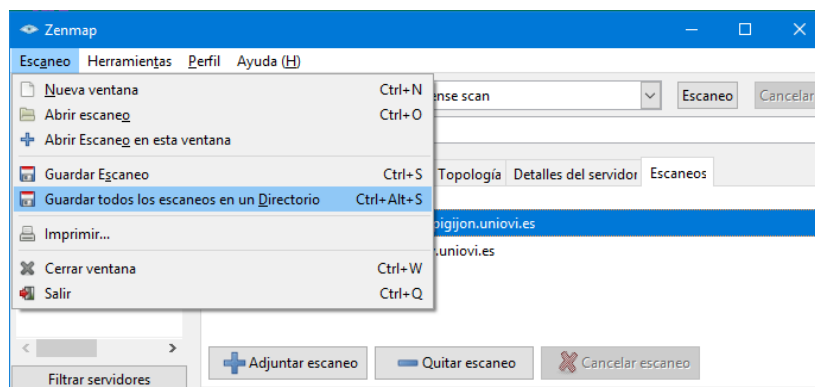 Zenmap
Escaneo Herramientas Perfil Ayuda (H)
Nueva ventana Ctrl+N
ense scan Escaneo Cancelar
Abrir escaneo Ctrl+O
Abrir Escaneo en esta ventana
Guardar Escaneo Ctrl+S
Topología Detalles del servidor Escaneos
Guardar todos los escaneos en un Directorio Ctrl+Alt+S
Imprimir...
pigijon.uniovi.es
.uniovi.es
Cerrar ventana Ctrl+W
Salir Ctrl+Q
Adjuntar escaneo Quitar escaneo Cancelar escaneo
Filtrar servidores